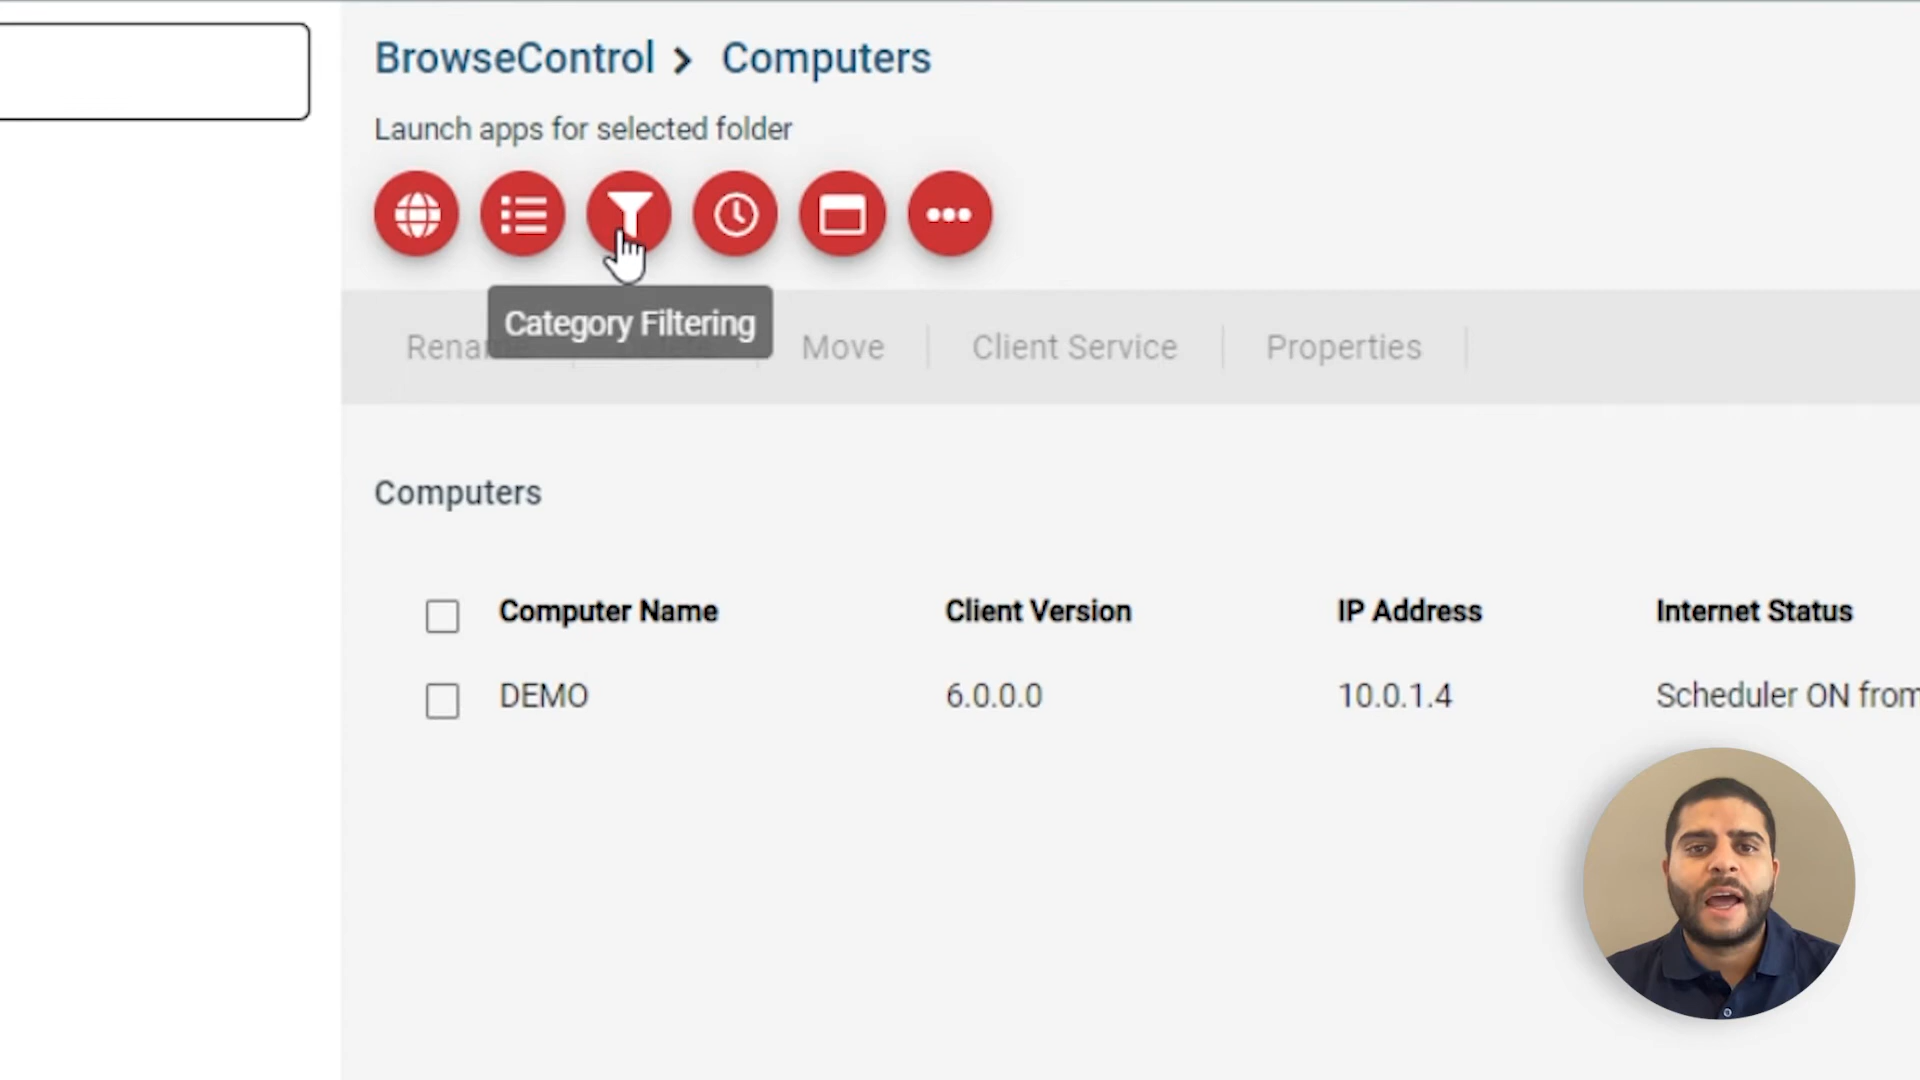 BrowseControl > Computers
Launch apps for selected folder
Category Filtering
Move
Client Service
Properties
Computers
Computer Name Client Version IP Address Internet Status
DEMO 6.0.0.0 10.0.1.4 Scheduler ON from